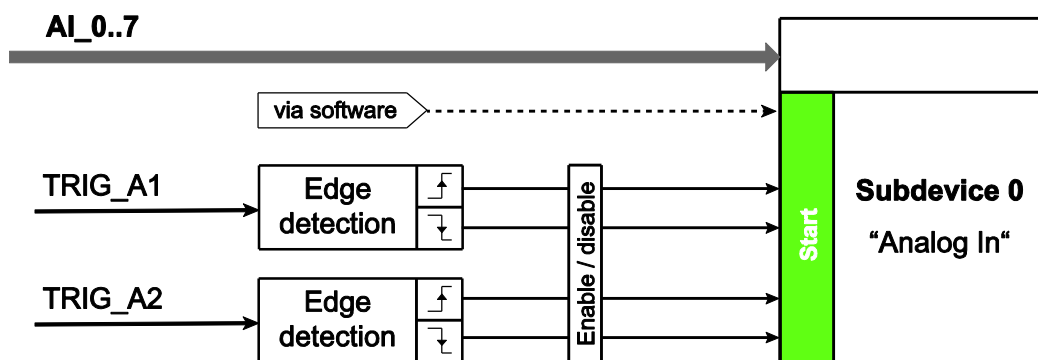 AI_0..7
via software
TRIG_A1
Edge
detection
Enable / disable
Start
Subdevice 0
“Analog In“
TRIG_A2
Edge
detection